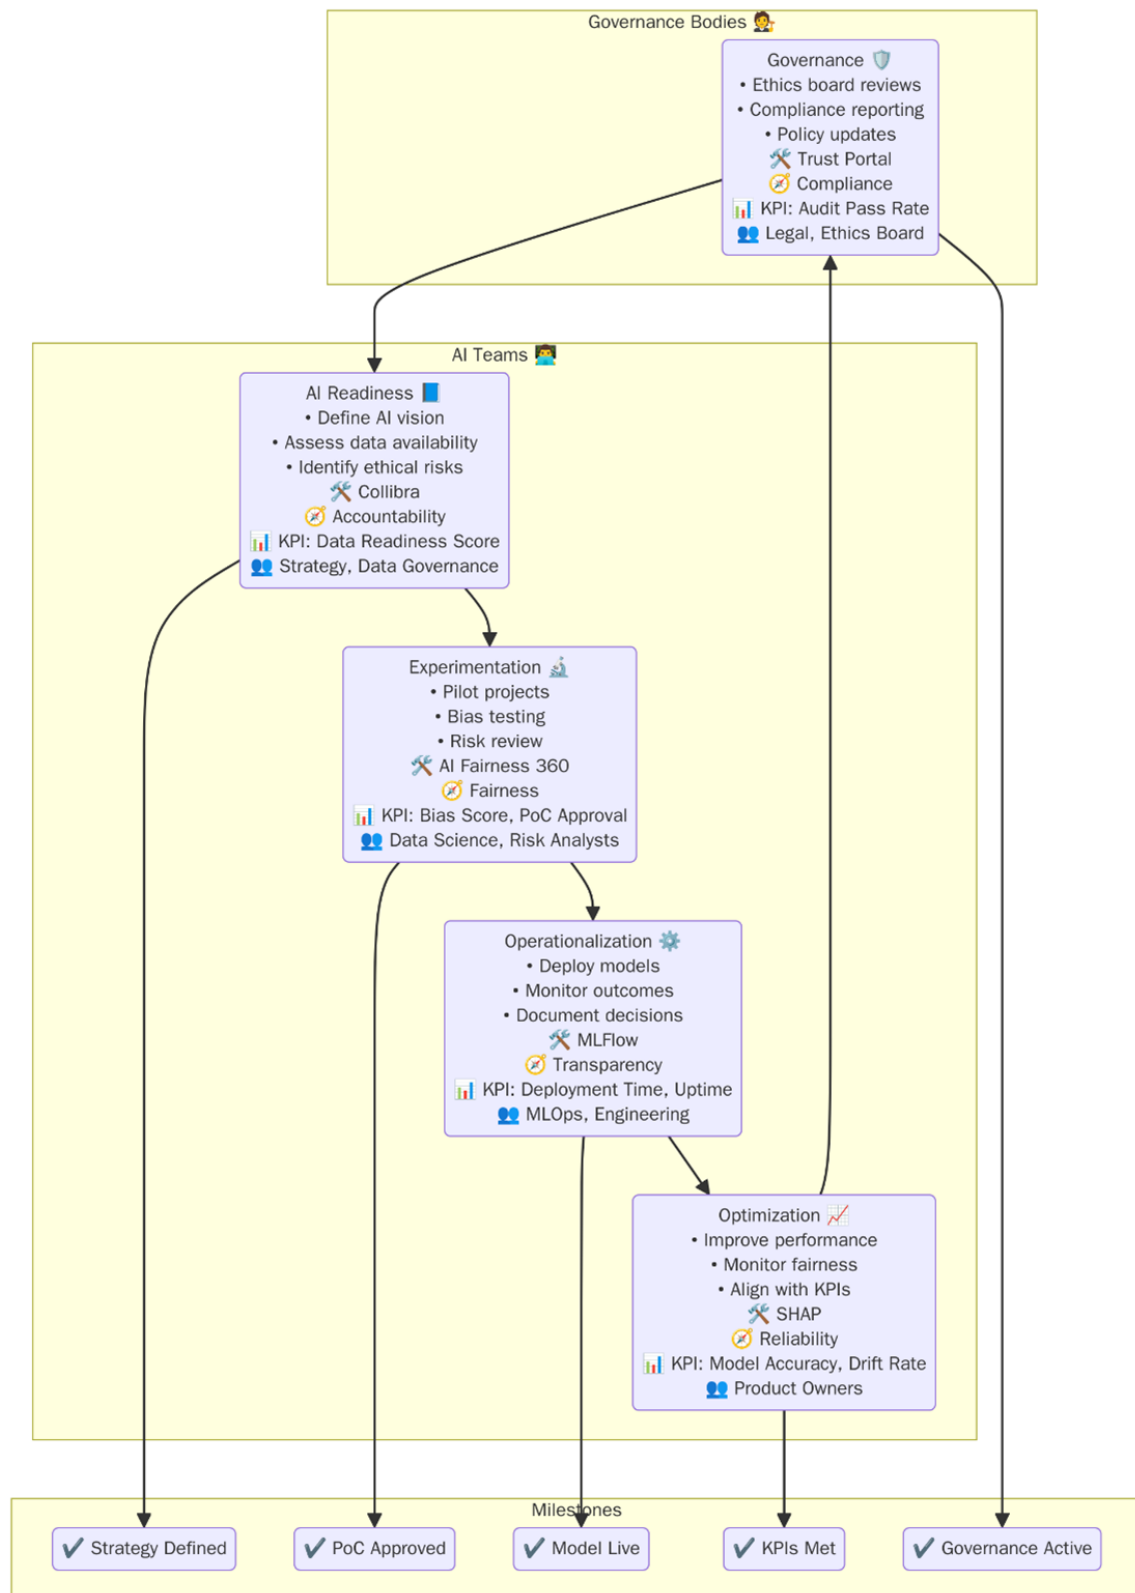 Governance Bodies 🧑‍⚖️
Governance 🛡️
• Ethics board reviews
• Compliance reporting
• Policy updates
🛠️ Trust Portal
🧭 Compliance
📊 KPI: Audit Pass Rate
👥 Legal, Ethics Board
AI Teams 👨‍💻
AI Readiness 📘
• Define AI vision
• Assess data availability
• Identify ethical risks
🛠️ Collibra
🧭 Accountability
📊 KPI: Data Readiness Score
👥 Strategy, Data Governance
Experimentation 🔬
• Pilot projects
• Bias testing
• Risk review
🛠️ AI Fairness 360
🧭 Fairness
📊 KPI: Bias Score, PoC Approval
👥 Data Science, Risk Analysts
Operationalization ⚙️
• Deploy models
• Monitor outcomes
• Document decisions
🛠️ MLFlow
🧭 Transparency
📊 KPI: Deployment Time, Uptime
👥 MLOps, Engineering
Optimization 📈
• Improve performance
• Monitor fairness
• Align with KPIs
🛠️ SHAP
🧭 Reliability
📊 KPI: Model Accuracy, Drift Rate
👥 Product Owners
Milestones
✔️ Strategy Defined
✔️ PoC Approved
✔️ Model Live
✔️ KPIs Met
✔️ Governance Active